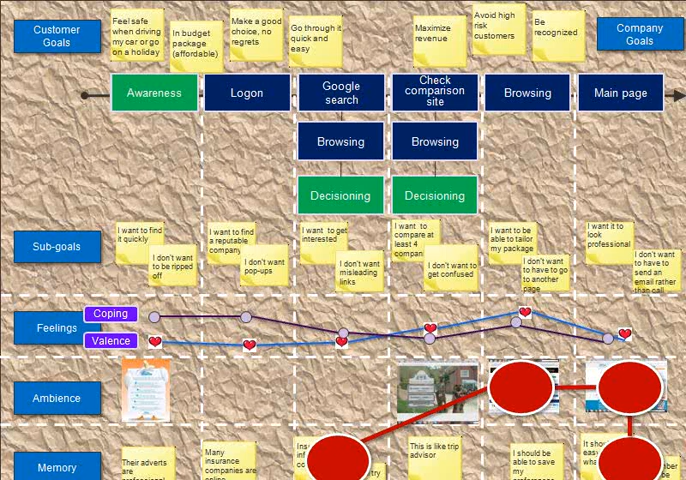 Customer
Goals
Feel safe
when driving
my car or go
on a holiday
In budget
package
(affordable)
Make a good
choice, no
regrets
Go through it
quick and
easy
Maximize
revenue
Avoid high
risk
customers
Be
recognized
Company
Goals
Awareness
Logon
Google
search
Check
comparison
site
Browsing
Main page
Browsing
Browsing
Decisioning
Decisioning
Sub-goals
I want to find
it quickly
I don't want
to be ripped
off
I want to find
a reputable
company
I don't want
pop-ups
I want to get
interested
I don't want
misleading
links
I want to
compare at
least 4
I don't want to
get confused
I want to be
able to tailor
my package
I don't want
to have to go
to another
page
I want it to
look
professional
I don't want to
have to
send an
email rather
than call
Feelings
Coping
Valence
Ambience
Memory
Their adverts
are
Many
insurance
companies are
This is like trip
advisor
I should be
able to save
my